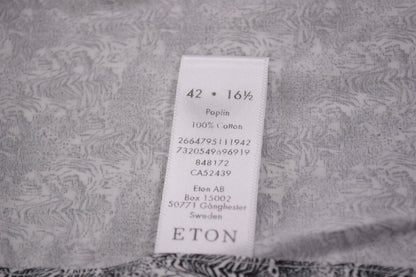 42 * 16½
Poplin
100% Cotton
2664795111942
7320549696919
848172
CA52439
Eton AB
Box 15002
50771 Gånghester
Sweden
ETON